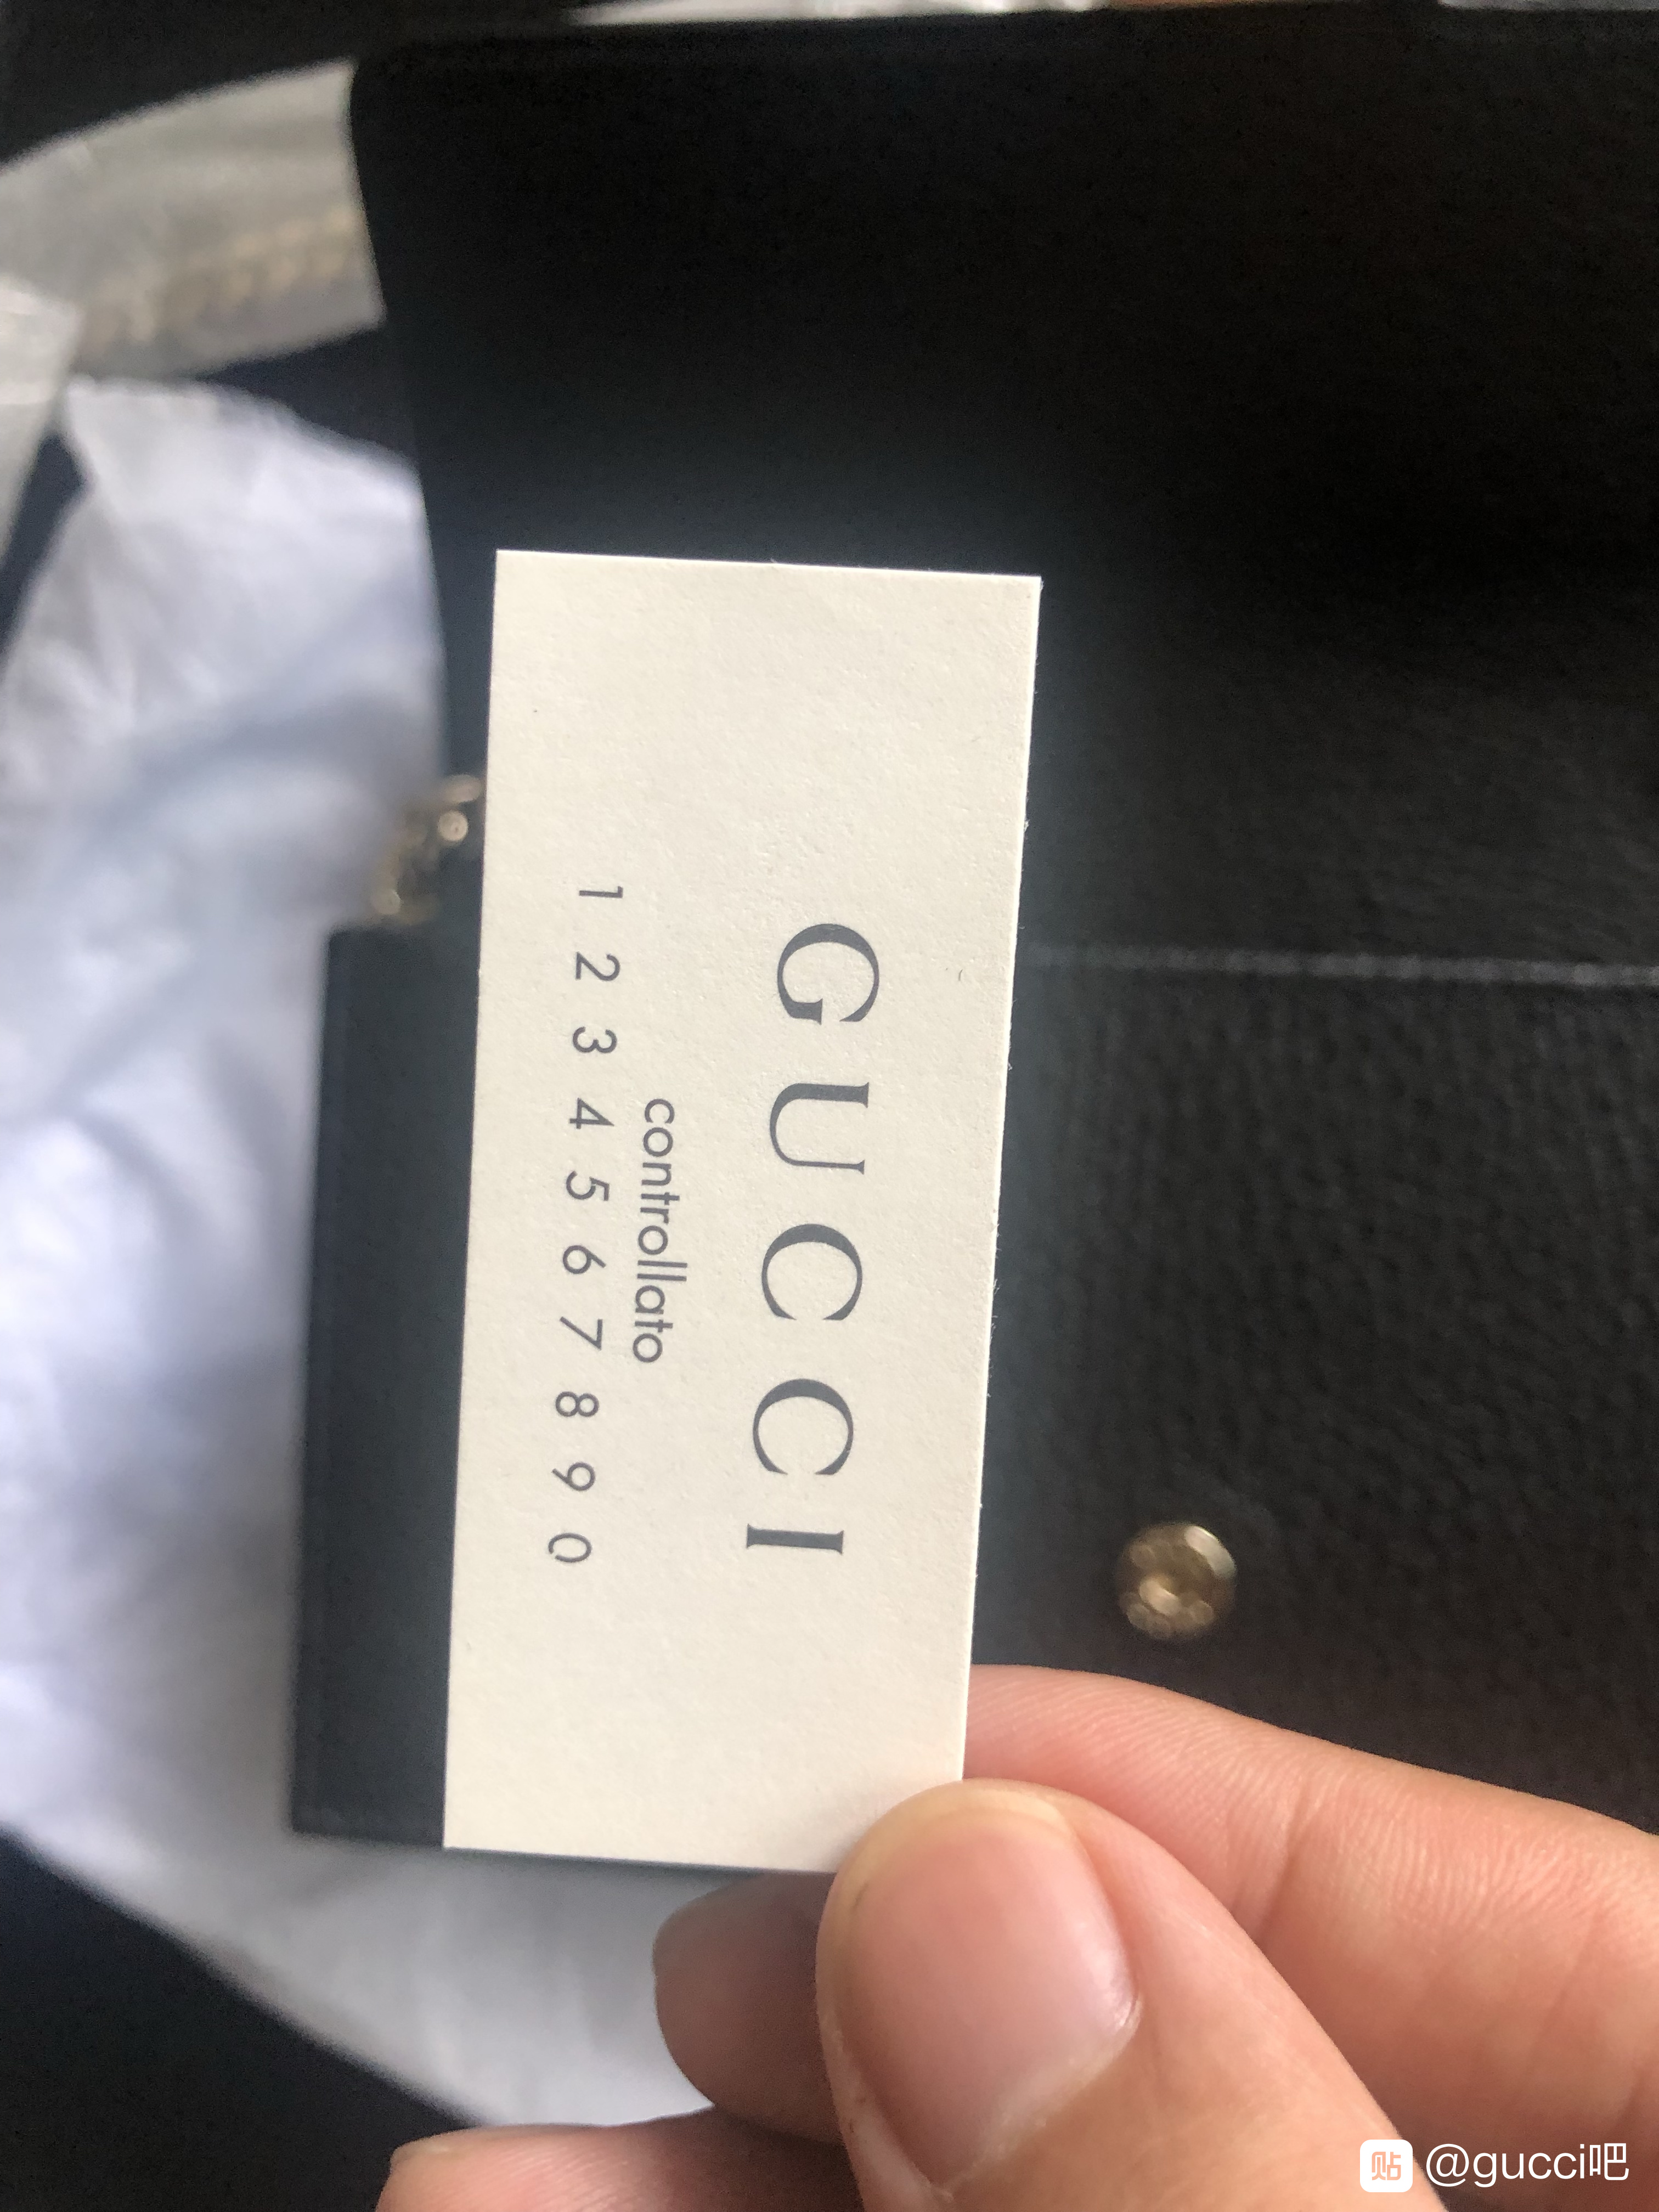 GUCCI
controllato
1 2 3 4 5 6 7 8 9 0
贴 @gucci吧